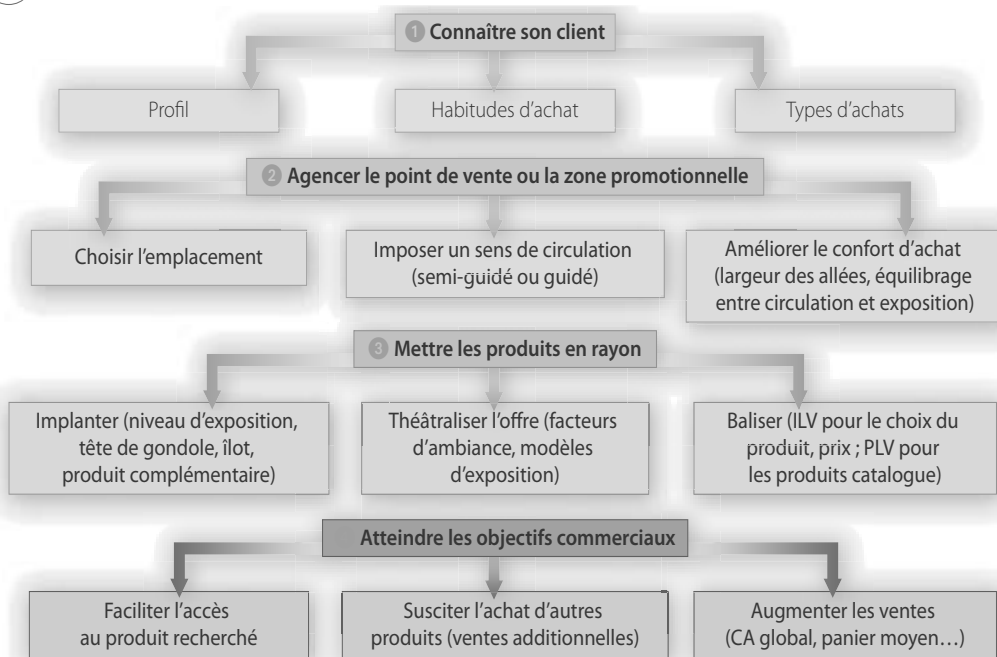 1 Connaître son client
Profil
Habitudes d'achat
Types d'achats
2 Agencer le point de vente ou la zone promotionnelle
Choisir l'emplacement
Imposer un sens de circulation
(semi-guidé ou guidé)
Améliorer le confort d'achat
(largeur des allées, équilibrage
entre circulation et exposition)
3 Mettre les produits en rayon
Implanter (niveau d'exposition,
tête de gondole, îlot,
produit complémentaire)
Théâtraliser l'offre (facteurs
d'ambiance, modèles
d'exposition)
Baliser (ILV pour le choix du
produit, prix ; PLV pour
les produits catalogue)
Atteindre les objectifs commerciaux
Faciliter l'accès
au produit recherché
Susciter l'achat d'autres
produits (ventes additionnelles)
Augmenter les ventes
(CA global, panier moyen…)